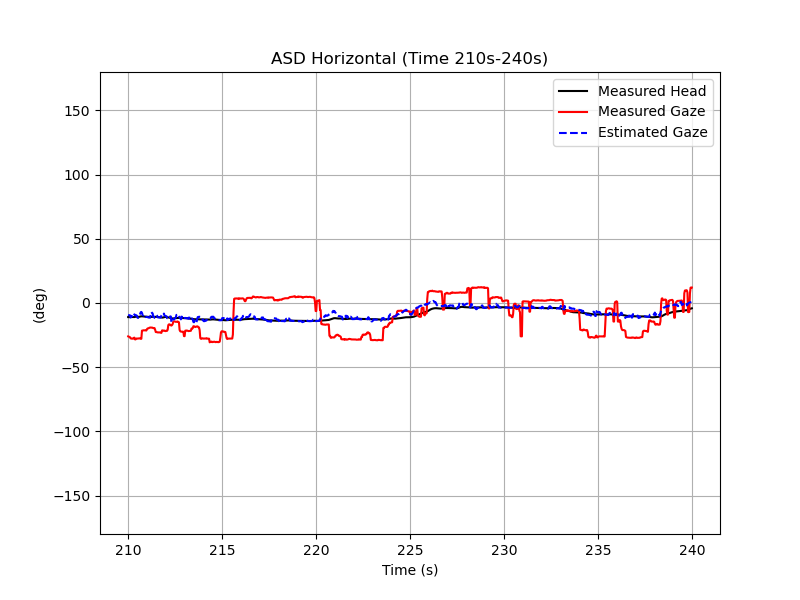 ASD Horizontal (Time 210s-240s)
Measured Head
Measured Gaze
Estimated Gaze
150
100
50
0
−50
−100
−150
(deg)
210 215 220 225 230 235 240
Time (s)